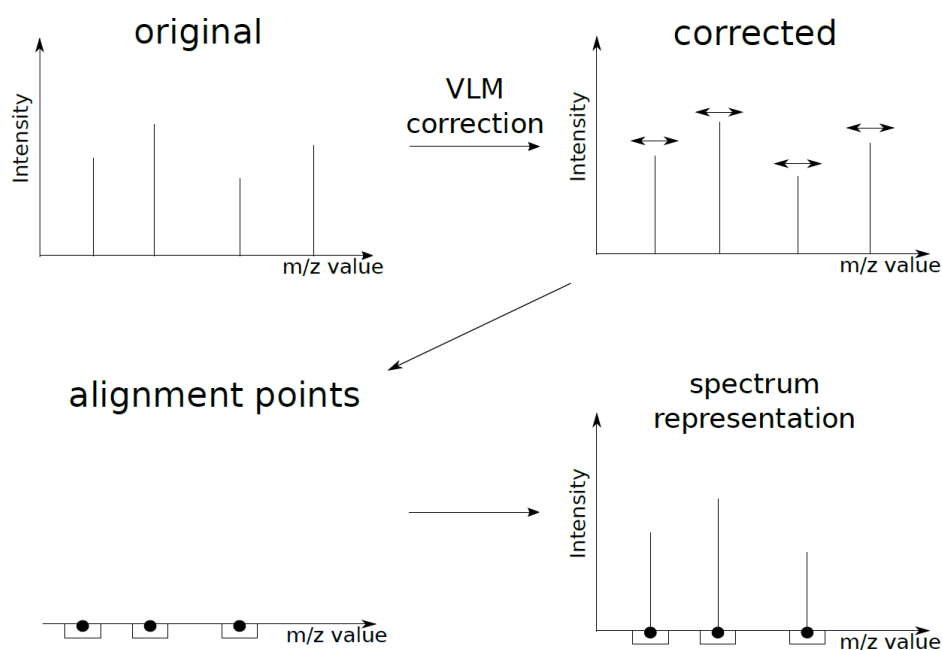 original
Intensity
m/z value
VLM
correction
corrected
Intensity
m/z value
alignment points
m/z value
spectrum
representation
Intensity
m/z value